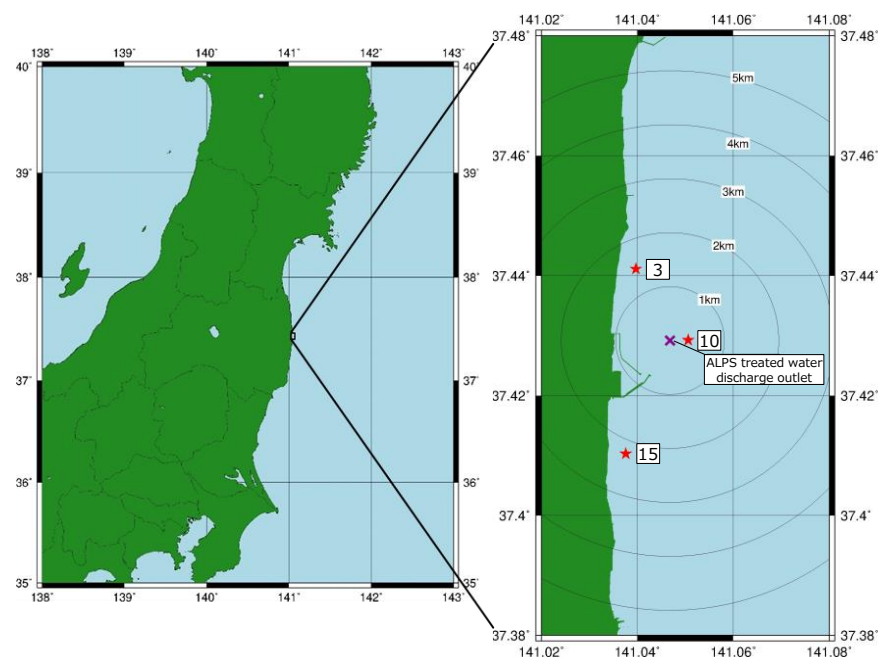 138° 139° 140° 141° 142° 143°
40° 40°
39° 39°
38° 38°
37° 37°
36° 36°
35° 35°
138° 139° 140° 141° 142° 143°
141.02° 141.04° 141.06° 141.08°
37.48° 37.48°
5km
4km
37.46° 37.46°
3km
2km
37.44° 37.44°
3
1km
10
ALPS treated water
discharge outlet
37.42° 37.42°
15
37.4° 37.4°
37.38° 37.38°
141.02° 141.04° 141.06° 141.08°